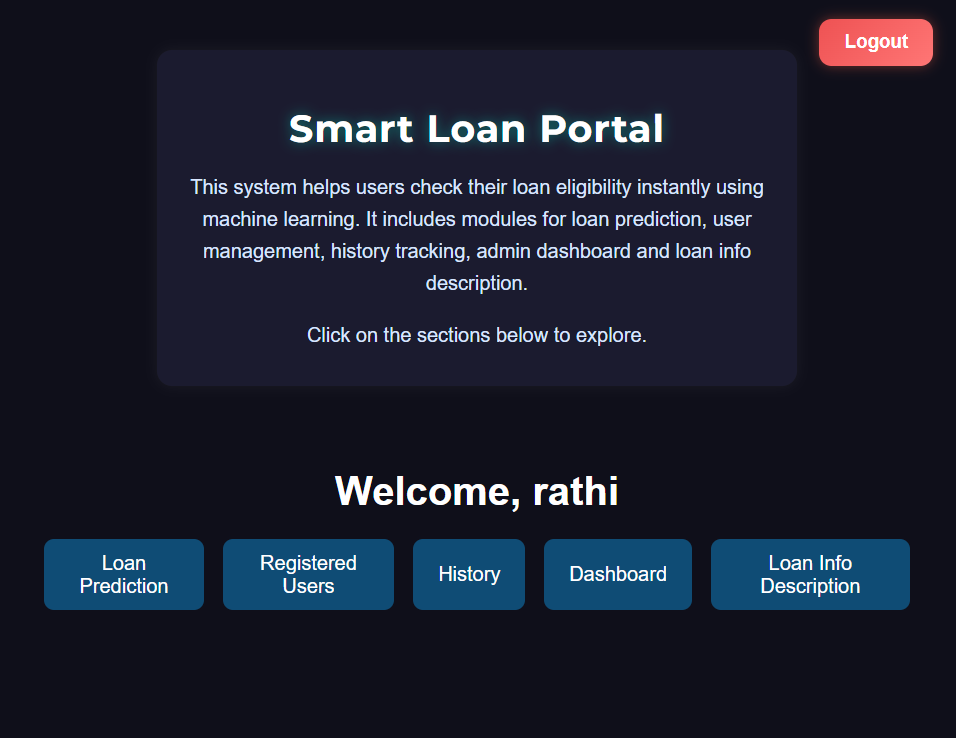 Logout
Smart Loan Portal
This system helps users check their loan eligibility instantly using
machine learning. It includes modules for loan prediction, user
management, history tracking, admin dashboard and loan info
description.
Click on the sections below to explore.
Welcome, rathi
Loan
Prediction
Registered
Users
History
Dashboard
Loan Info
Description